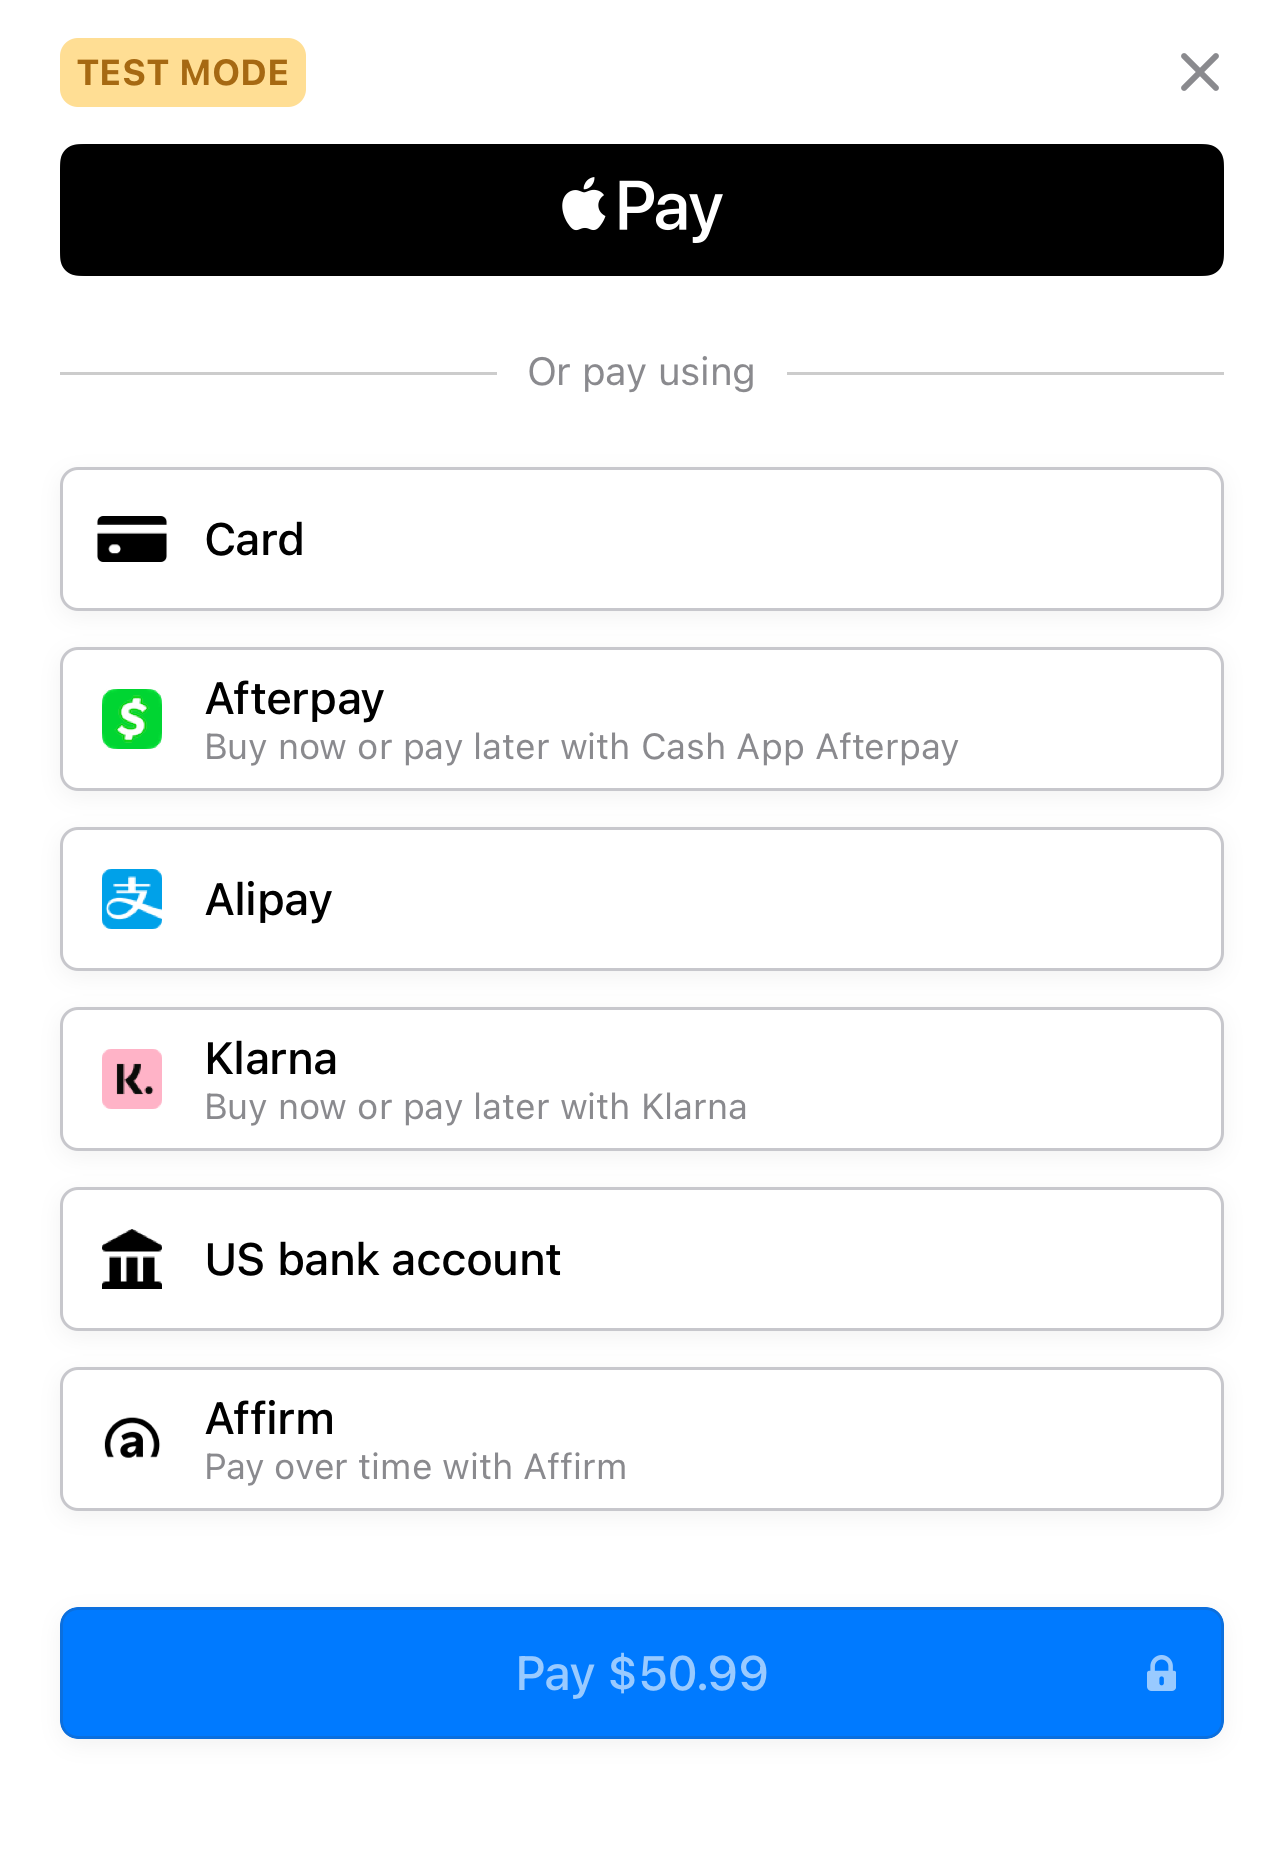 TEST MODE
Pay
Or pay using
Card
Afterpay
Buy now or pay later with Cash App Afterpay
支
Alipay
K.
Klarna
Buy now or pay later with Klarna
US bank account
a
Affirm
Pay over time with Affirm
Pay $50.99